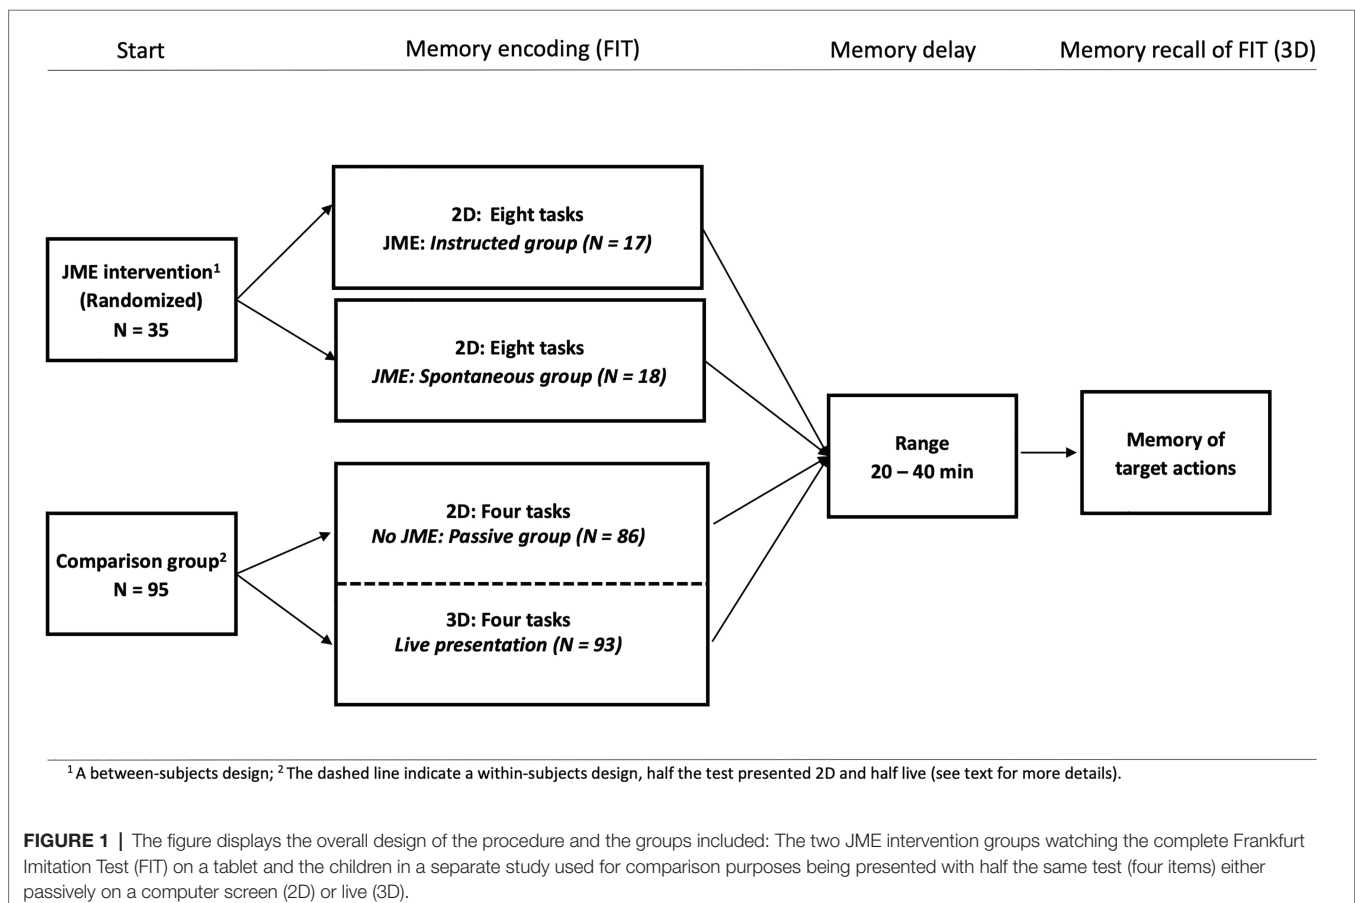 Start
Memory encoding (FIT)
Memory delay
Memory recall of FIT (3D)
2D:  Eight tasks
JME: Instructed group (N = 17)
JME intervention¹
(Randomized)
N = 35
2D: Eight tasks
JME: Spontaneous group (N = 18)
Range
20 – 40 min
Memory of
target actions
2D: Four tasks
No JME: Passive group (N = 86)
Comparison group²
N = 95
3D: Four tasks
Live presentation (N = 93)
¹ A between-subjects design; ² The dashed line indicate a within-subjects design, half the test presented 2D and half live (see text for more details).
FIGURE 1 | The figure displays the overall design of the procedure and the groups included: The two JME intervention groups watching the complete Frankfurt
Imitation Test (FIT) on a tablet and the children in a separate study used for comparison purposes being presented with half the same test (four items) either
passively on a computer screen (2D) or live (3D).